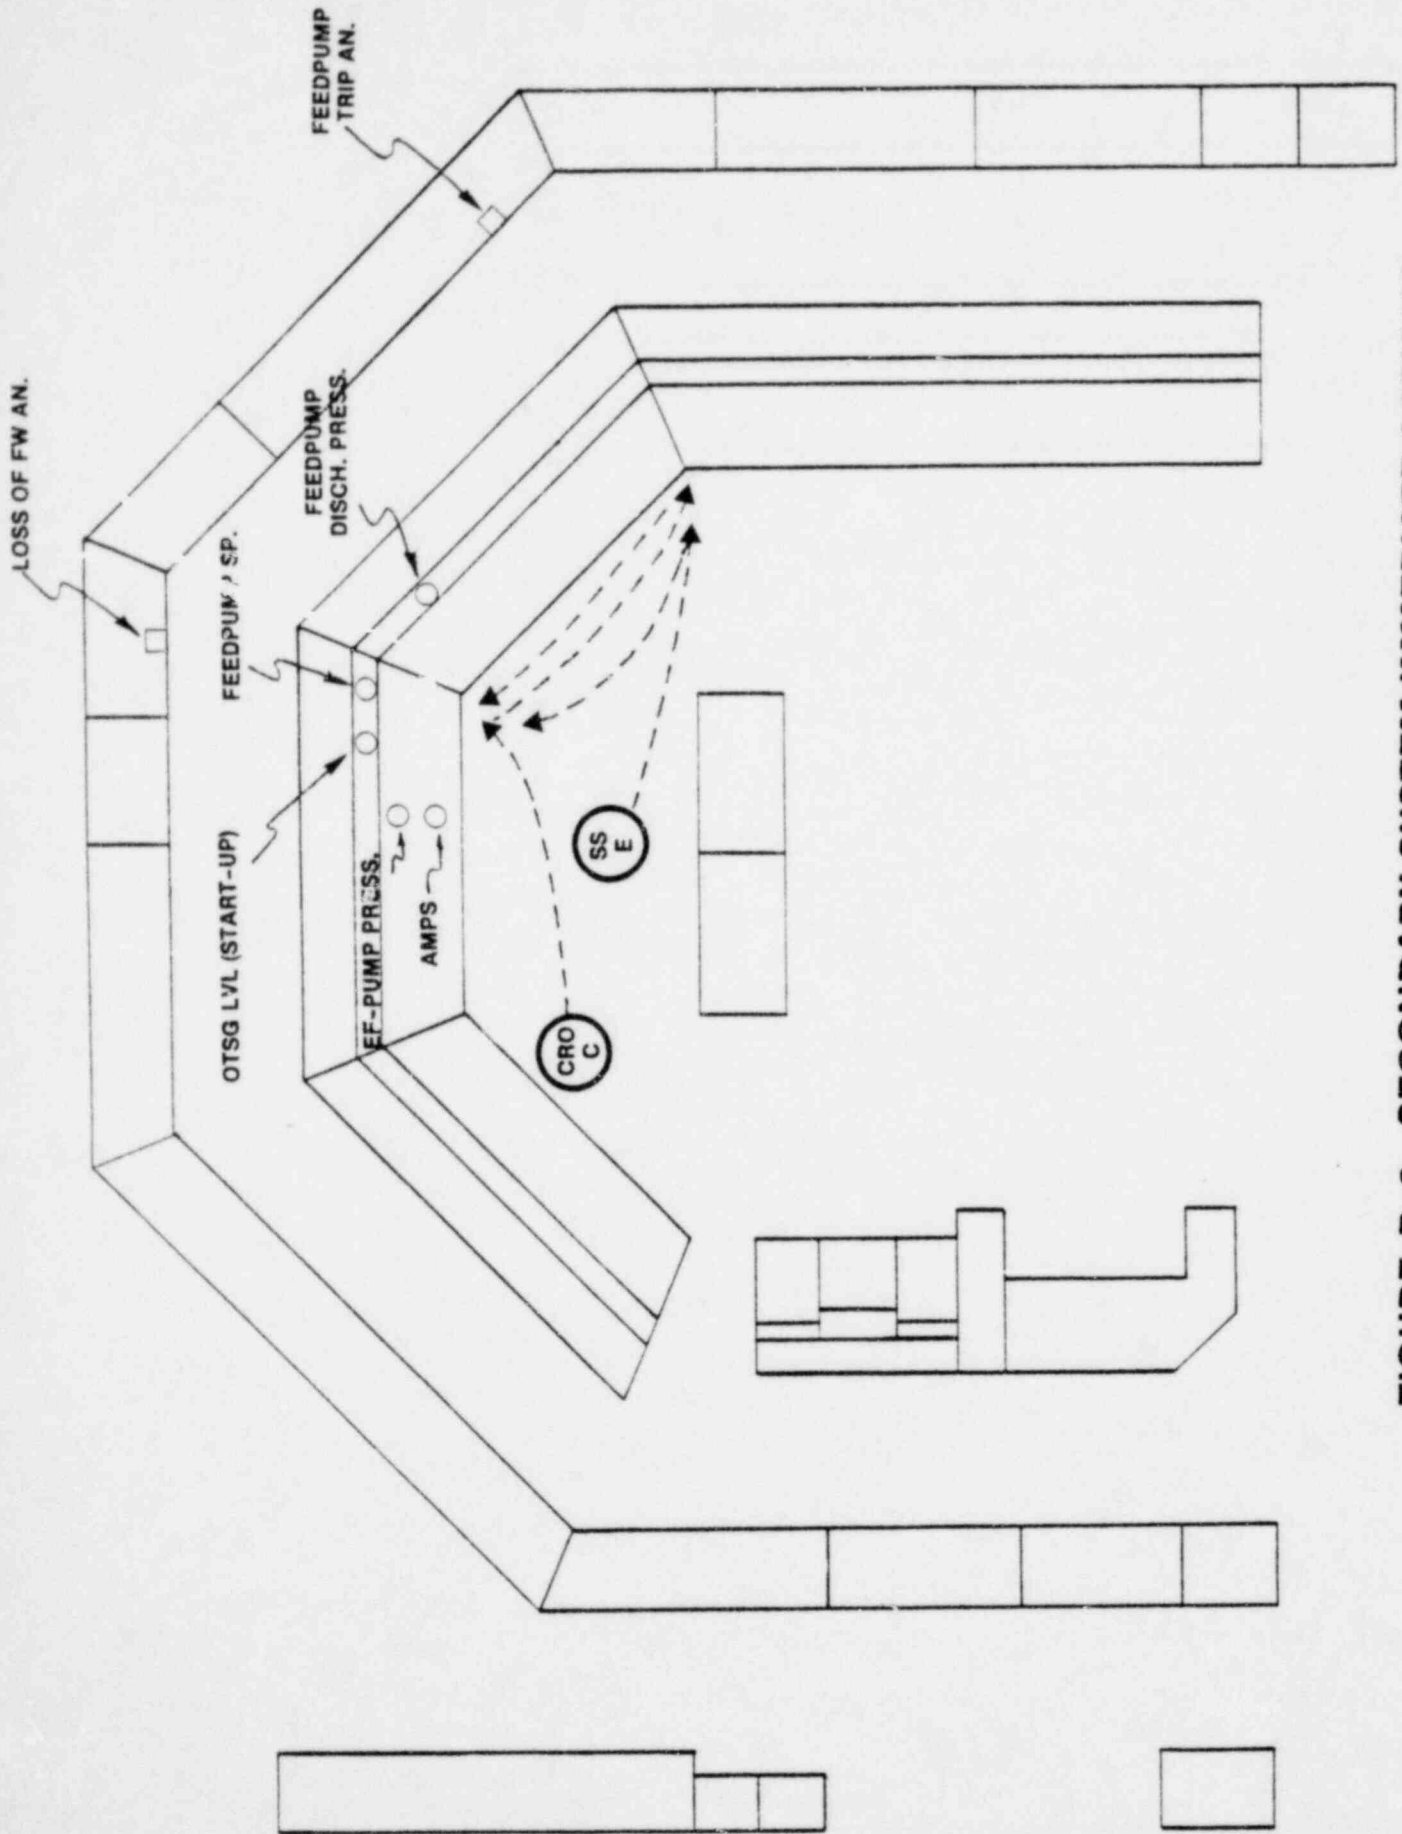 LOSS OF FW AN.
FEEDPUMP
TRIP AN.
FEEDPUMP
DISCH. PRESS.
SP.
OTSG LVL (START-UP)
EF-PUMP PRESS.
AMPS
SS
E
CRO
C